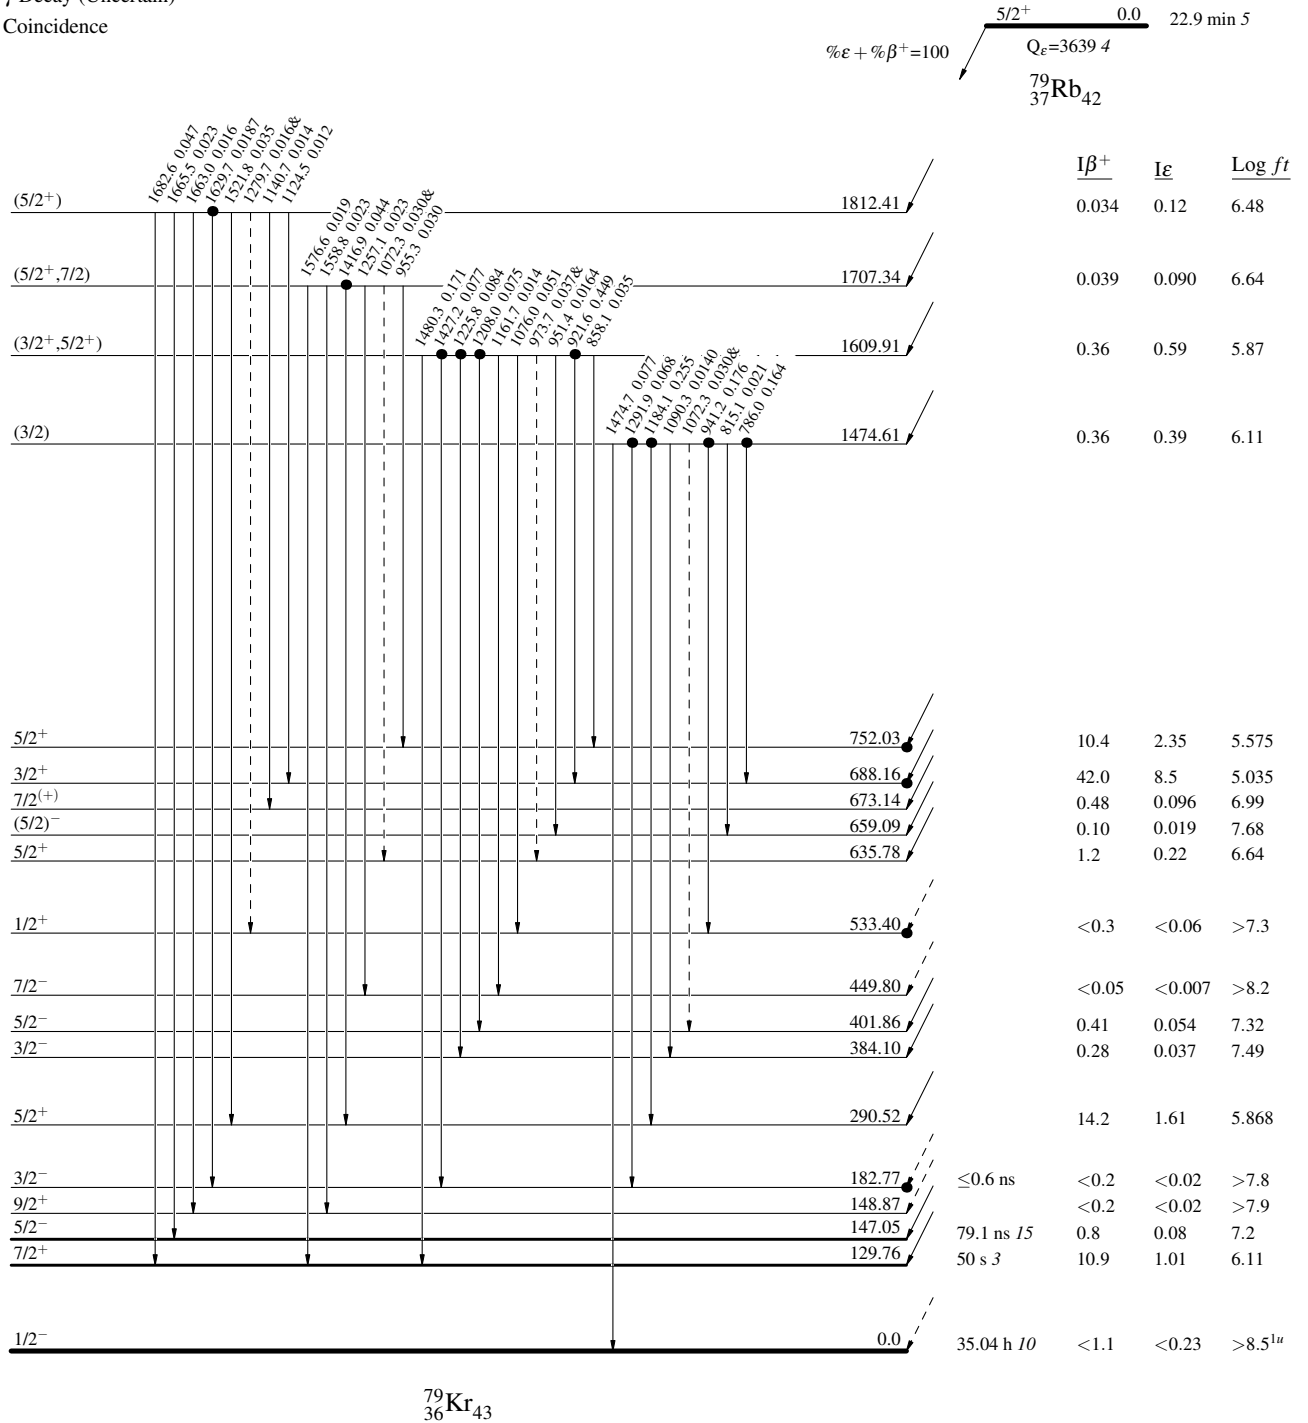 γ Decay (Uncertain)
Coincidence
5/2⁺ 0.0 22.9 min 5
%ε + %β⁺=100
Q_ε=3639 4
⁷⁹₃₇Rb₄₂
Iβ⁺ Iε Log ft
1682.6 0.047
1665.5 0.023
1663.0 0.016
1629.7 0.0187
1521.8 0.035
1279.7 0.016&
1140.7 0.014
1124.5 0.012
(5/2⁺) 1812.41 0.034 0.12 6.48
1576.6 0.019
1558.8 0.023
1416.9 0.044
1257.1 0.023
1072.3 0.030&
955.3 0.030
(5/2⁺,7/2) 1707.34 0.039 0.090 6.64
1480.3 0.171
1427.2 0.077
1225.8 0.084
1208.0 0.075
1161.7 0.014
1076.0 0.051
973.7 0.037&
951.4 0.0164
921.6 0.449
858.1 0.035
(3/2⁺,5/2⁺) 1609.91 0.36 0.59 5.87
1474.7 0.077
1291.9 0.068
1184.1 0.255
1090.3 0.0140
1072.3 0.030&
941.2 0.176
815.1 0.021
786.0 0.164
(3/2) 1474.61 0.36 0.39 6.11
5/2⁺ 752.03 10.4 2.35 5.575
3/2⁺ 688.16 42.0 8.5 5.035
7/2⁽⁺⁾ 673.14 0.48 0.096 6.99
(5/2)⁻ 659.09 0.10 0.019 7.68
5/2⁺ 635.78 1.2 0.22 6.64
1/2⁺ 533.40 <0.3 <0.06 >7.3
7/2⁻ 449.80 <0.05 <0.007 >8.2
5/2⁻ 401.86 0.41 0.054 7.32
3/2⁻ 384.10 0.28 0.037 7.49
5/2⁺ 290.52 14.2 1.61 5.868
3/2⁻ 182.77 ≤0.6 ns <0.2 <0.02 >7.8
9/2⁺ 148.87 <0.2 <0.02 >7.9
5/2⁻ 147.05 79.1 ns 15 0.8 0.08 7.2
7/2⁺ 129.76 50 s 3 10.9 1.01 6.11
1/2⁻ 0.0 35.04 h 10 <1.1 <0.23 >8.5¹ᵘ
⁷⁹₃₆Kr₄₃